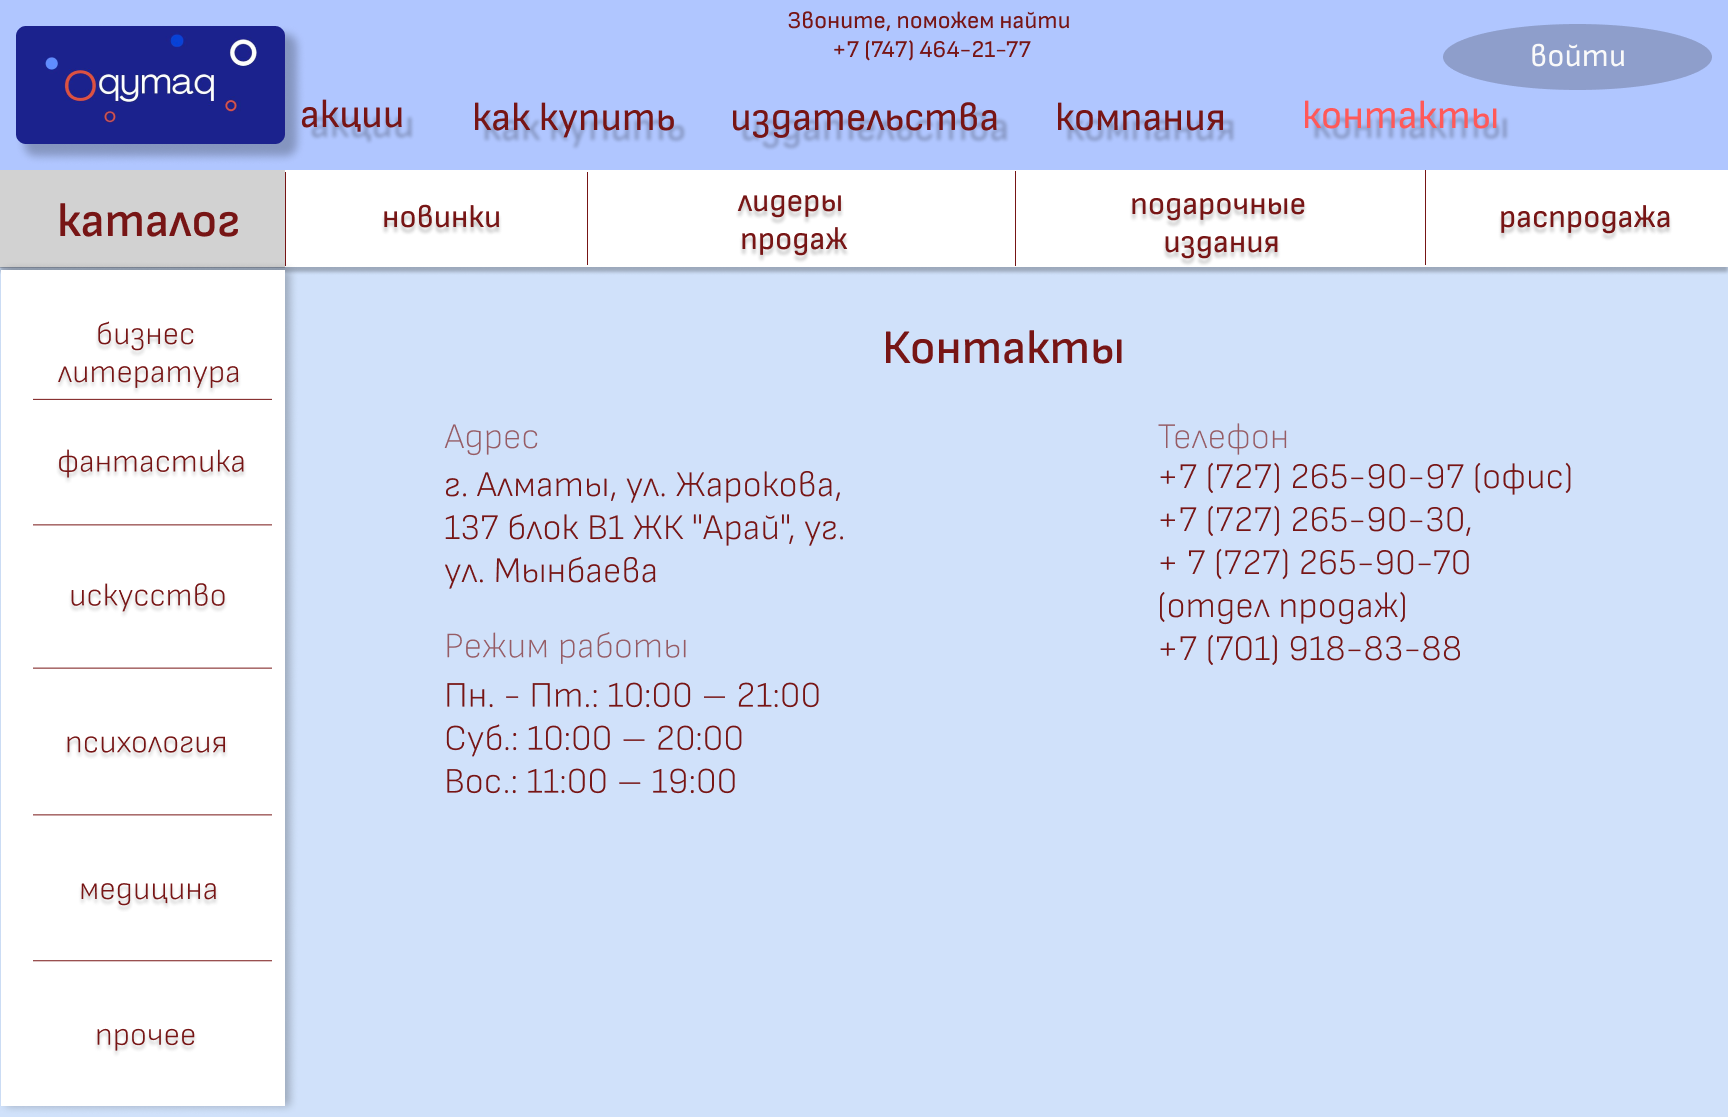 Звоните, поможем найти
+7 (747) 464-21-77
войти
Oqymaq
акции
как купить
издательства
компания
контакты
каталог
новинки
лидеры
продаж
подарочные
издания
распродажа
бизнес
литература
фантастика
искусство
психология
медицина
прочее
Контакты
Адрес
г. Алматы, ул. Жарокова,
137 блок В1 ЖК "Арай", уг.
ул. Мынбаева
Режим работы
Пн. - Пт.: 10:00 – 21:00
Суб.: 10:00 – 20:00
Вос.: 11:00 – 19:00
Телефон
+7 (727) 265-90-97 (офис)
+7 (727) 265-90-30,
+ 7 (727) 265-90-70
(отдел продаж)
+7 (701) 918-83-88